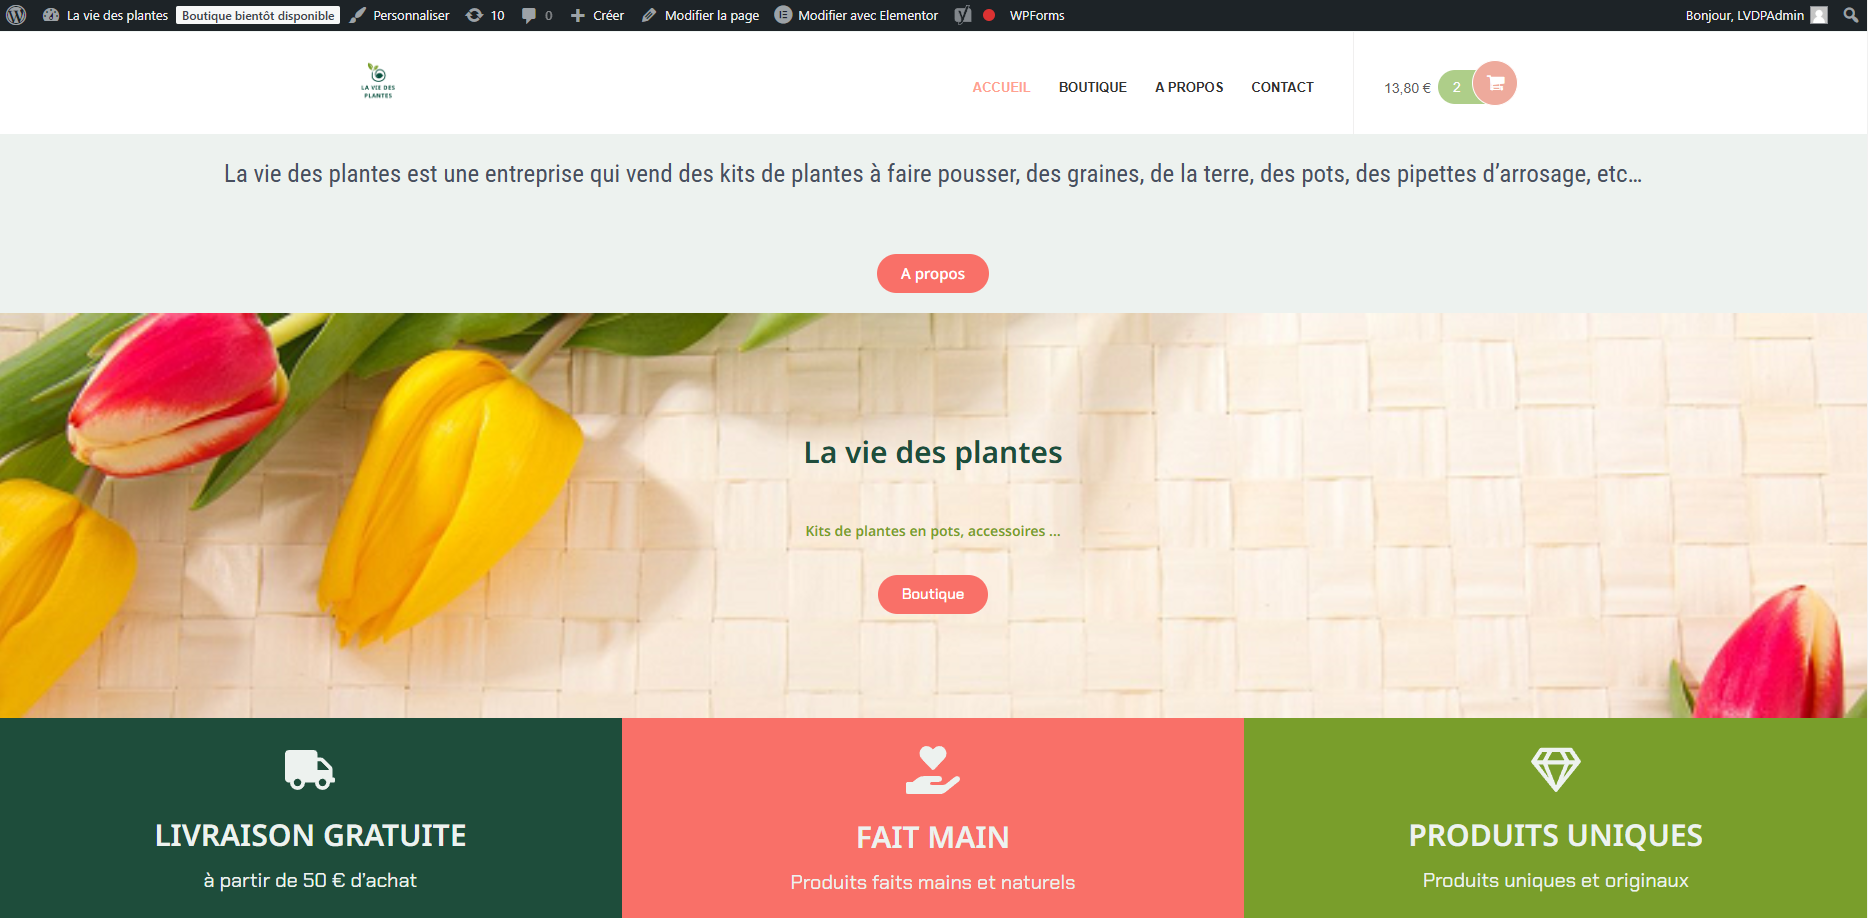 La vie des plantes Boutique bientôt disponible Personnaliser 10 0 Créer Modifier la page Modifier avec Elementor WPForms Bonjour, LVDPAdmin
LA VIE DES
PLANTES
ACCUEIL BOUTIQUE A PROPOS CONTACT 13,80 € 2
La vie des plantes est une entreprise qui vend des kits de plantes à faire pousser, des graines, de la terre, des pots, des pipettes d’arrosage, etc…
A propos
La vie des plantes
Kits de plantes en pots, accessoires ...
Boutique
LIVRAISON GRATUITE
à partir de 50 € d’achat
FAIT MAIN
Produits faits mains et naturels
PRODUITS UNIQUES
Produits uniques et originaux